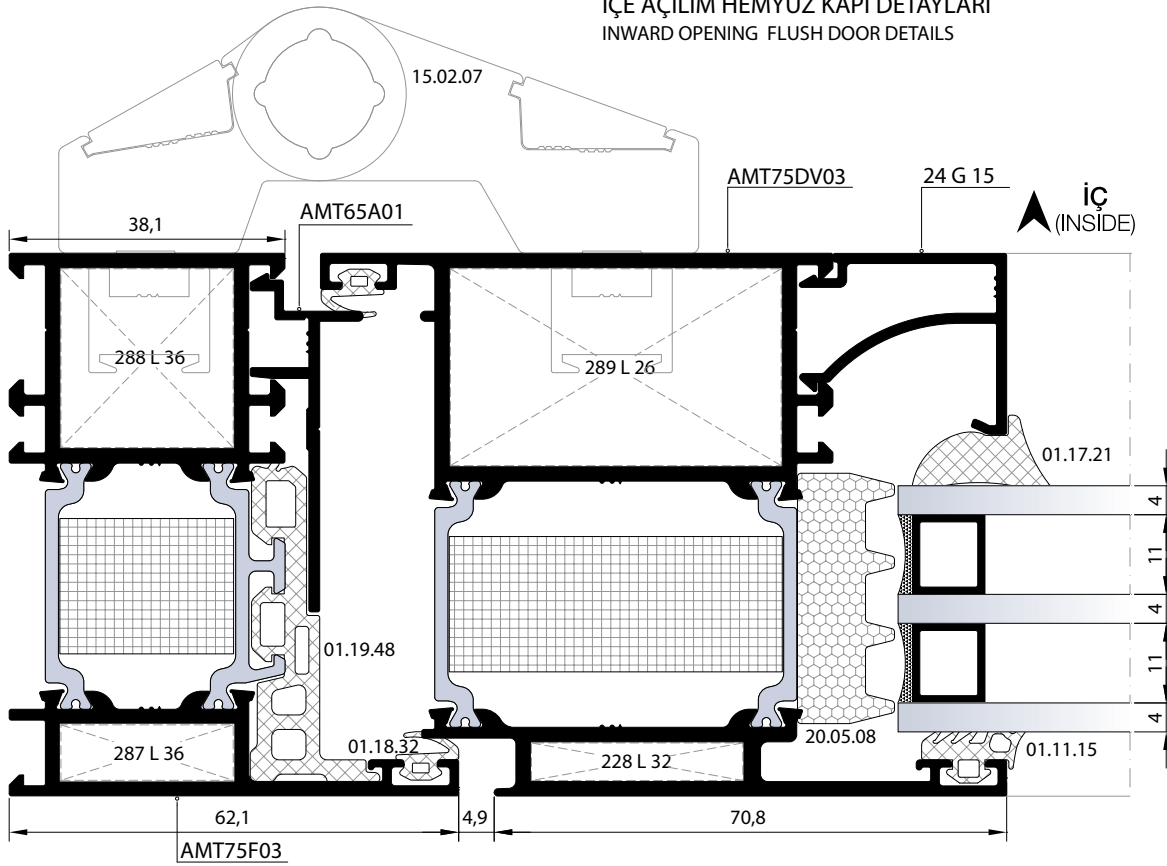 İÇE AÇILIM HEMYÜZ KAPI DETAYLARI
INWARD OPENING FLUSH DOOR DETAILS
15.02.07
AMT75DV03
24 G 15
İÇ
(INSIDE)
38,1
AMT65A01
288 L 36
289 L 26
01.17.21
4
11
4
11
4
01.19.48
01.18.32
20.05.08
01.11.15
287 L 36
228 L 32
62,1
4,9
70,8
AMT75F03